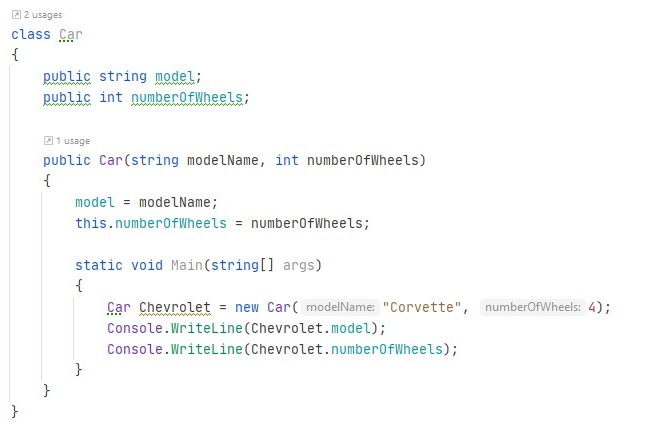 2 usages
class Car
{
public string model;
public int numberOfWheels;
1 usage
public Car(string modelName, int numberOfWheels)
{
model = modelName;
this.numberOfWheels = numberOfWheels;
static void Main(string[] args)
{
Car Chevrolet = new Car( modelName: "Corvette", numberOfWheels: 4);
Console.WriteLine(Chevrolet.model);
Console.WriteLine(Chevrolet.numberOfWheels);
}
}
}